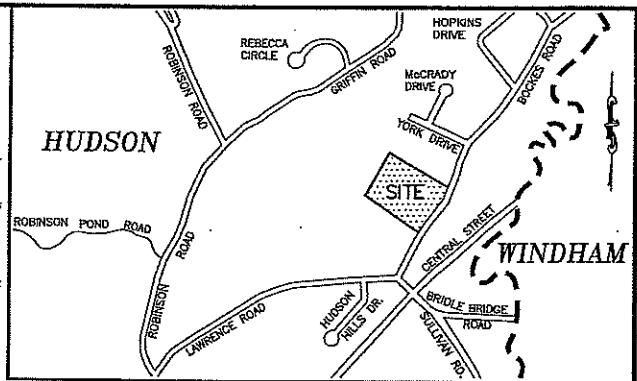 HOPKINS
DRIVE
REBECCA
CIRCLE
ROBINSON ROAD
GRIFFIN ROAD
McCRADY
DRIVE
BOCKES ROAD
YORK DRIVE
HUDSON
SITE
ROBINSON POND ROAD
CENTRAL STREET
WINDHAM
ROBINSON ROAD
LAWRENCE ROAD
HUDSON
HILLS DR.
BRIDLE BRIDGE
ROAD
SULLIVAN RD.